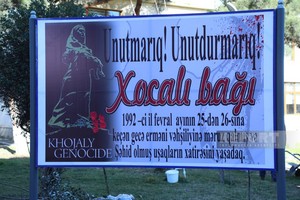 Unutmarıq! Unutdurmarıq!
Xocalı bağı
1992 -ci il fevral ayının 25-dən 26-sına
keçən gecə erməni vəhşiliyinə
Şəhid olmuş uşaqların xatirəsini yaşadaq.
KHOJALY
GENOCIDE